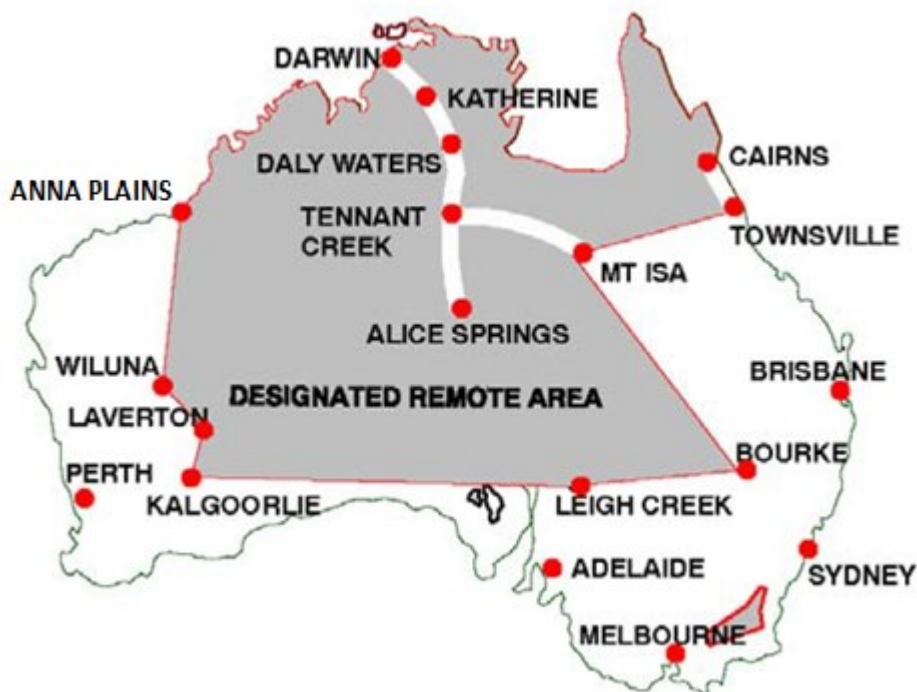 DARWIN
KATHERINE
DALY WATERS
CAIRNS
ANNA PLAINS
TENNANT
CREEK
TOWNSVILLE
MT ISA
ALICE SPRINGS
WILUNA
BRISBANE
DESIGNATED REMOTE AREA
LAVERTON
BOURKE
PERTH
KALGOORLIE
LEIGH CREEK
ADELAIDE
SYDNEY
MELBOURNE